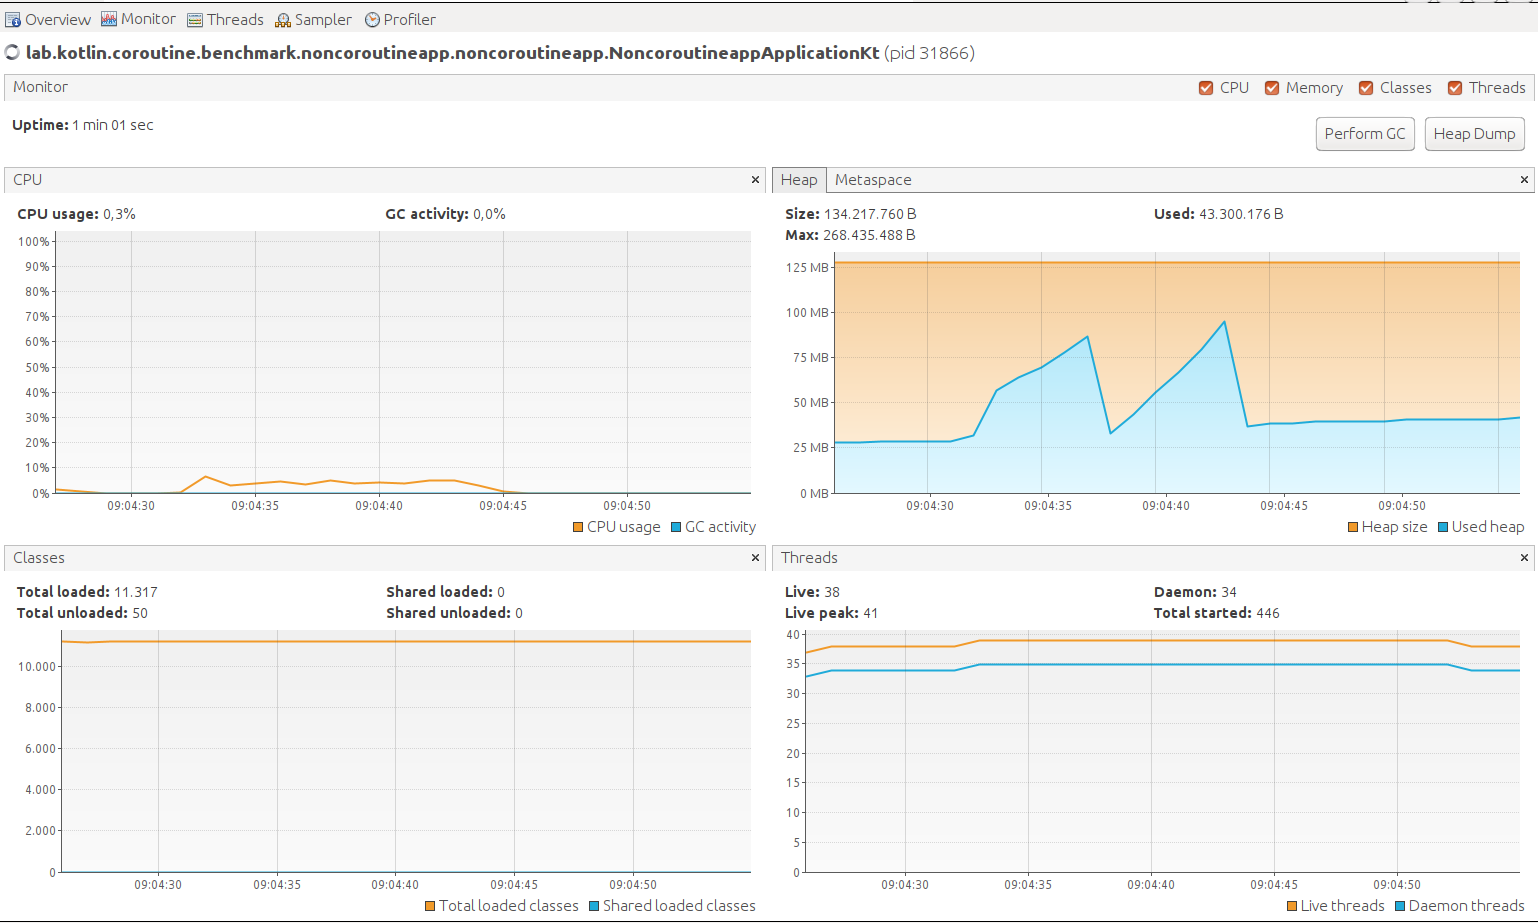 Overview Monitor Threads Sampler Profiler
lab.kotlin.coroutine.benchmark.noncoroutineapp.noncoroutineapp.NoncoroutineappApplicationKt (pid 31866)
Monitor CPU Memory Classes Threads
Uptime: 1 min 01 sec
Perform GC Heap Dump
CPU ×
CPU usage: 0,3% GC activity: 0,0%
100%
90%
80%
70%
60%
50%
40%
30%
20%
10%
0%
09:04:30 09:04:35 09:04:40 09:04:45 09:04:50
CPU usage GC activity
Heap Metaspace ×
Size: 134.217.760 B Used: 43.300.176 B
Max: 268.435.488 B
125 MB
100 MB
75 MB
50 MB
25 MB
0 MB
09:04:30 09:04:35 09:04:40 09:04:45 09:04:50
Heap size Used heap
Classes ×
Total loaded: 11.317 Shared loaded: 0
Total unloaded: 50 Shared unloaded: 0
10.000
8.000
6.000
4.000
2.000
0
09:04:30 09:04:35 09:04:40 09:04:45 09:04:50
Total loaded classes Shared loaded classes
Threads ×
Live: 38 Daemon: 34
Live peak: 41 Total started: 446
40
35
30
25
20
15
10
5
0
09:04:30 09:04:35 09:04:40 09:04:45 09:04:50
Live threads Daemon threads